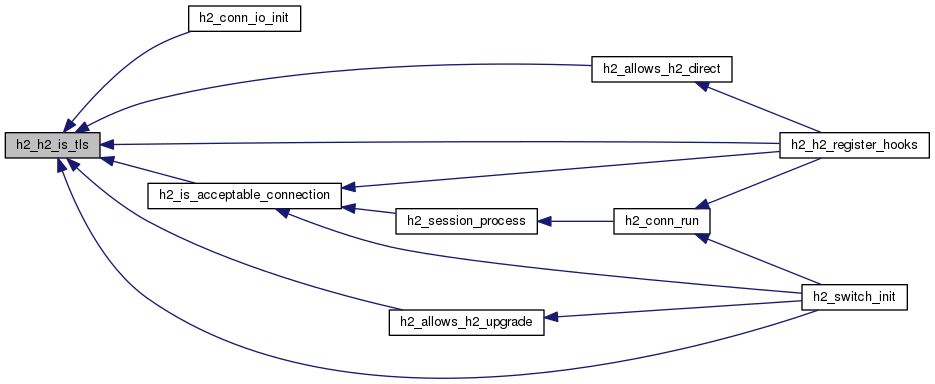 h2_conn_io_init
h2_allows_h2_direct
h2_h2_is_tls
h2_h2_register_hooks
h2_is_acceptable_connection
h2_session_process
h2_conn_run
h2_switch_init
h2_allows_h2_upgrade